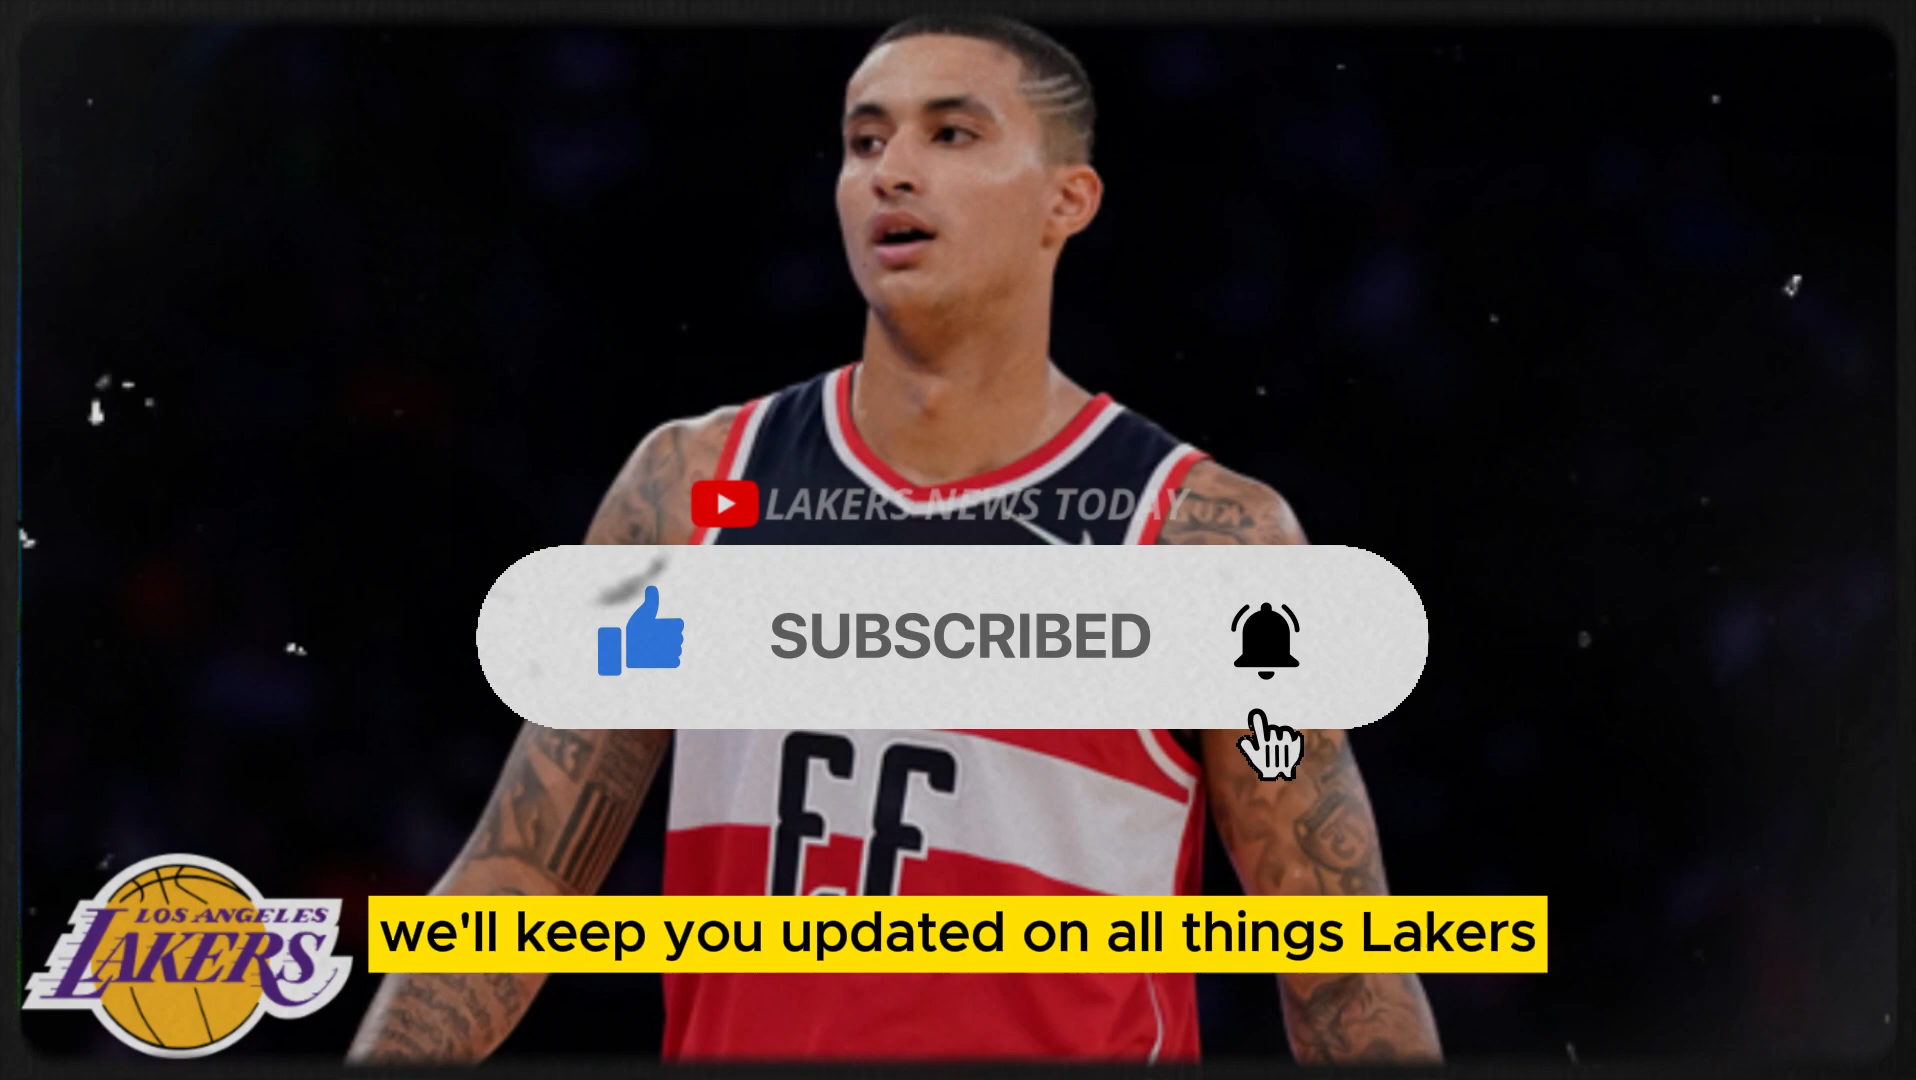 LAKERS NEWS TODAY
SUBSCRIBED
LOS ANGELES
LAKERS
we'll keep you updated on all things Lakers